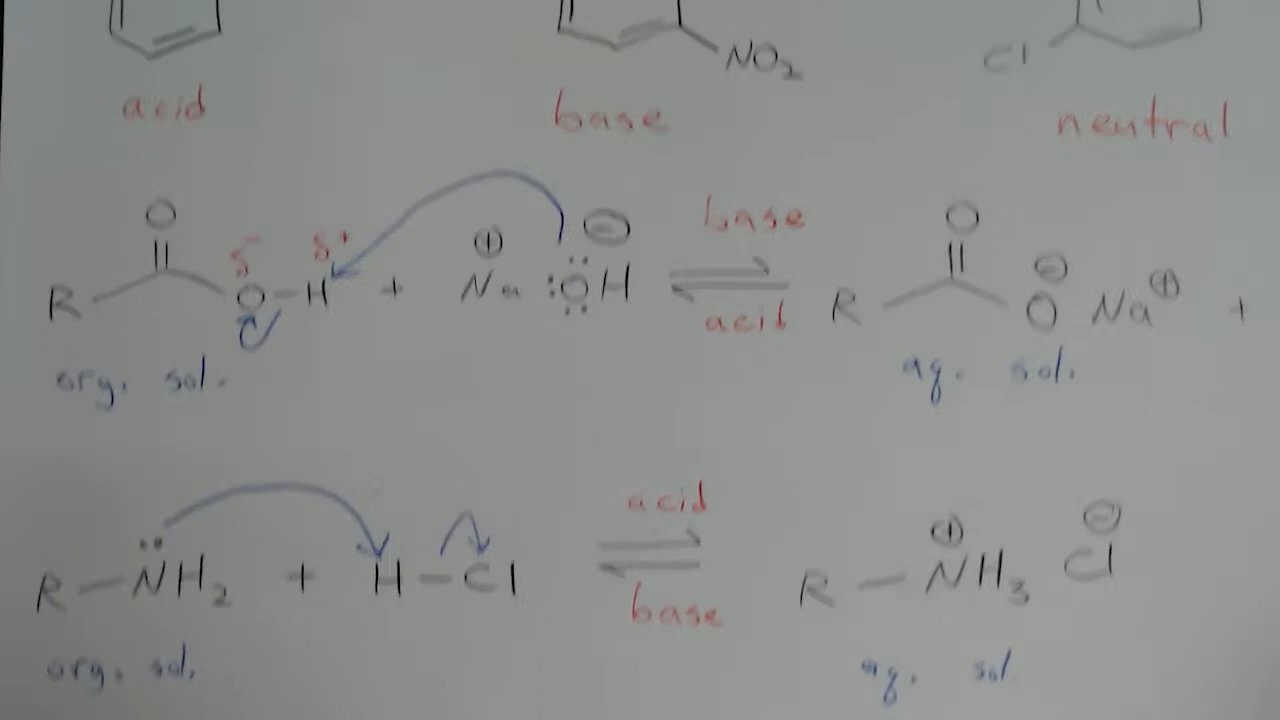 NO₂
Cl
acid
base
neutral
O
δ⁻ δ⁺
R O–H + Na⊕ :ÖH ⊖
base
acid
O
R O⊖ Na⊕ +
org. sol.
aq. sol.
R–NH₂ + H–Cl
acid
base
R–NH₃⊕ Cl⊖
org. sol.
aq. sol